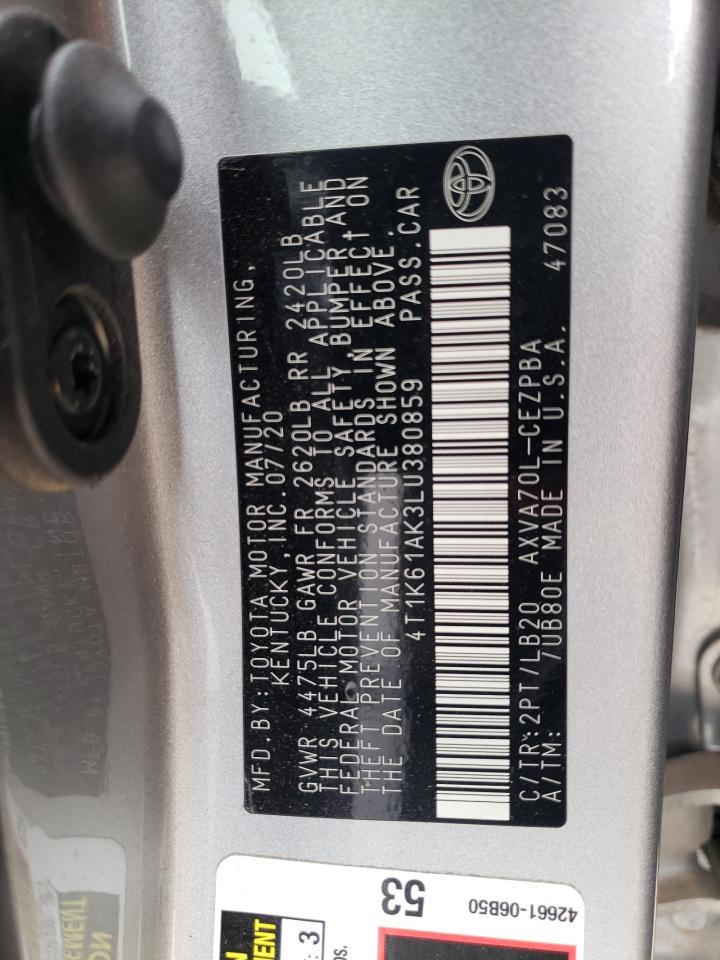 MFD.BY:TOYOTA MOTOR MANUFACTURING,
KENTUCKY,INC.07/20
GVWR 4475LB GAWR FR 2620LB RR 2420LB
THIS VEHICLE CONFORMS TO ALL APPLICABLE
FEDERAL MOTOR VEHICLE SAFETY, BUMPER AND
THEFT PREVENTION STANDARDS IN EFFECT ON
THE DATE OF MANUFACTURE SHOWN ABOVE.
4T1K61AK3LU380859 PASS.CAR
C/TR:2PT/LB20 AXVA70L-CEZPBA
A/TM: /UB80E MADE IN U.S.A. 47083
53
42661-06B50
3